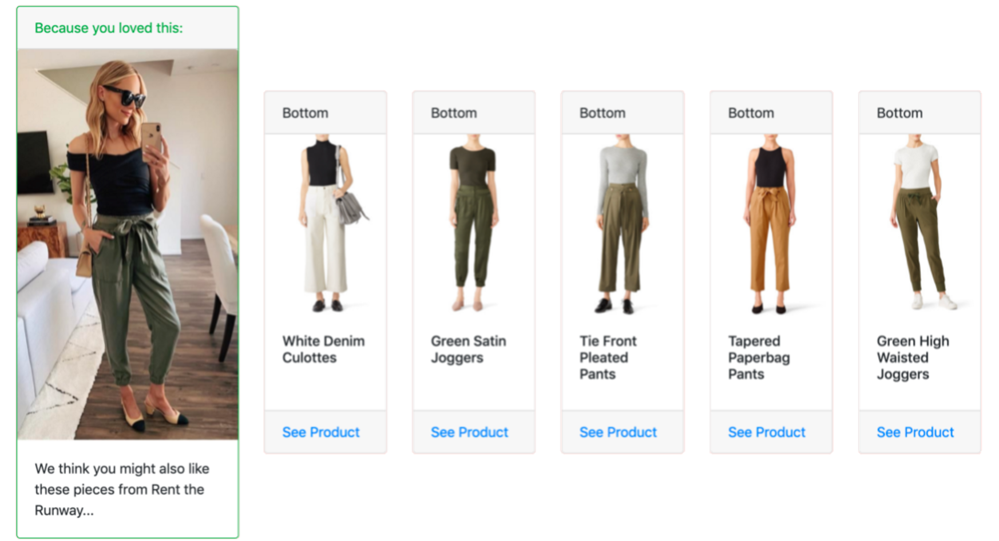 Because you loved this:
We think you might also like
these pieces from Rent the
Runway...
Bottom
White Denim
Culottes
See Product
Bottom
Green Satin
Joggers
See Product
Bottom
Tie Front
Pleated
Pants
See Product
Bottom
Tapered
Paperbag
Pants
See Product
Bottom
Green High
Waisted
Joggers
See Product